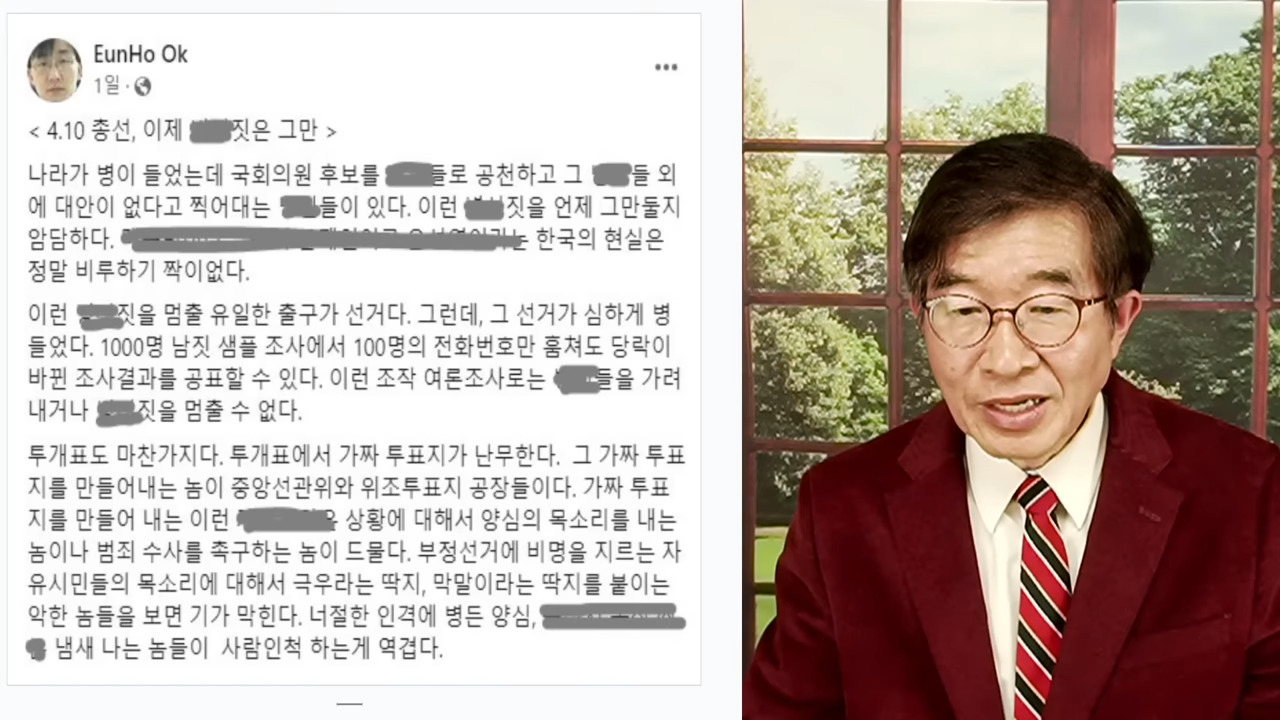 EunHo Ok
1일 ·
< 4.10 총선, 이제 짓은 그만 >
나라가 병이 들었는데 국회의원 후보를 들로 공천하고 그 들 외
에 대안이 없다고 찍어대는 들이 있다. 이런 짓을 언제 그만둘지
암담하다. 한국의 현실은
정말 비루하기 짝이없다.
이런 짓을 멈출 유일한 출구가 선거다. 그런데, 그 선거가 심하게 병
들었다. 1000명 남짓 샘플 조사에서 100명의 전화번호만 훔쳐도 당락이
바뀐 조사결과를 공표할 수 있다. 이런 조작 여론조사로는 들을 가려
내거나 짓을 멈출 수 없다.
투개표도 마찬가지다. 투개표에서 가짜 투표지가 난무한다. 그 가짜 투표
지를 만들어내는 놈이 중앙선관위와 위조투표지 공장들이다. 가짜 투표
지를 만들어 내는 이런 상황에 대해서 양심의 목소리를 내는
놈이나 범죄 수사를 촉구하는 놈이 드물다. 부정선거에 비명을 지르는 자
유시민들의 목소리에 대해서 극우라는 딱지, 막말이라는 딱지를 붙이는
악한 놈들을 보면 기가 막힌다. 너절한 인격에 병든 양심,
냄새 나는 놈들이 사람인척 하는게 역겹다.